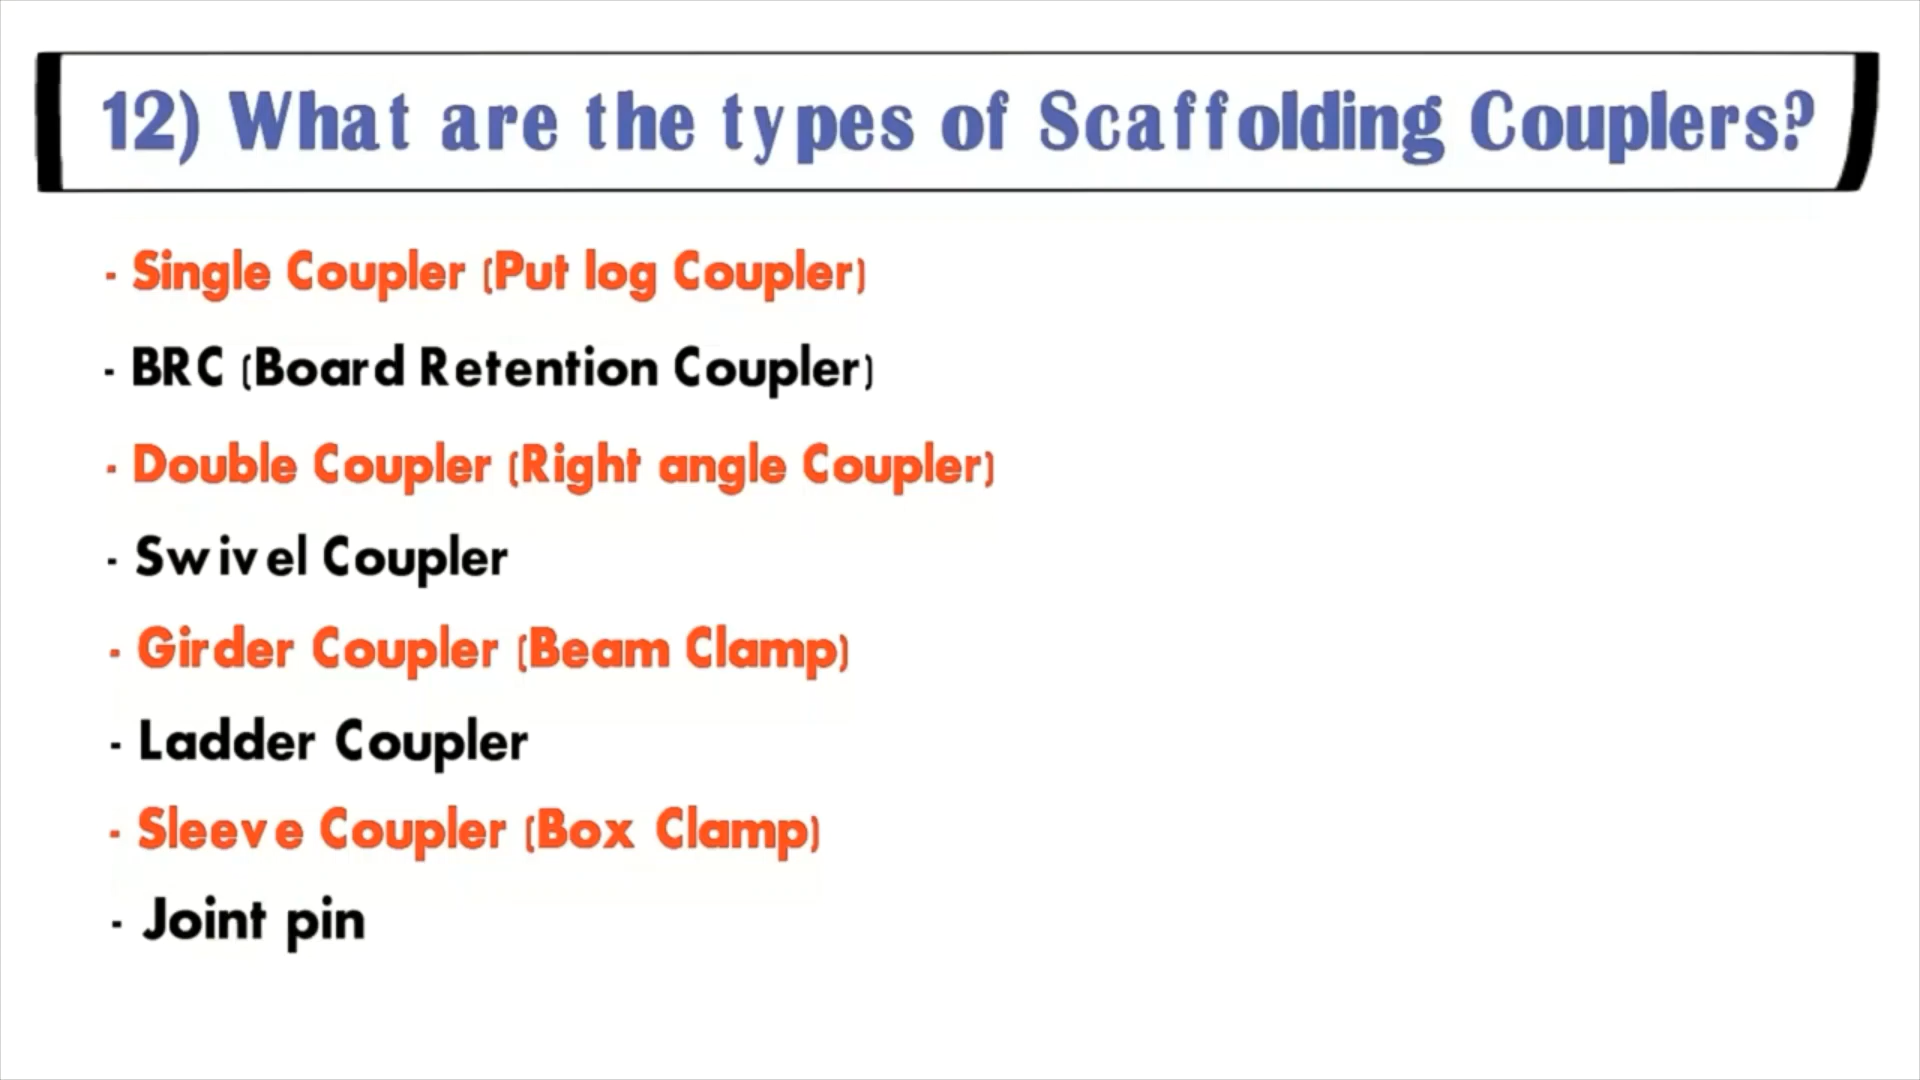 12) What are the types of Scaffolding Couplers?
- Single Coupler (Put log Coupler)
- BRC (Board Retention Coupler)
- Double Coupler (Right angle Coupler)
- Swivel Coupler
- Girder Coupler (Beam Clamp)
- Ladder Coupler
- Sleeve Coupler (Box Clamp)
- Joint pin